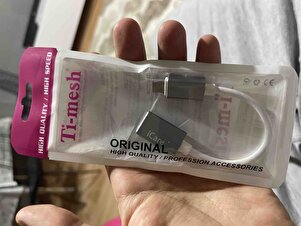 HIGH QUALITY / HIGH SPEED
Ti-mesh
ORIGINAL
HIGH QUALITY / PROFESSION ACCESSORIES